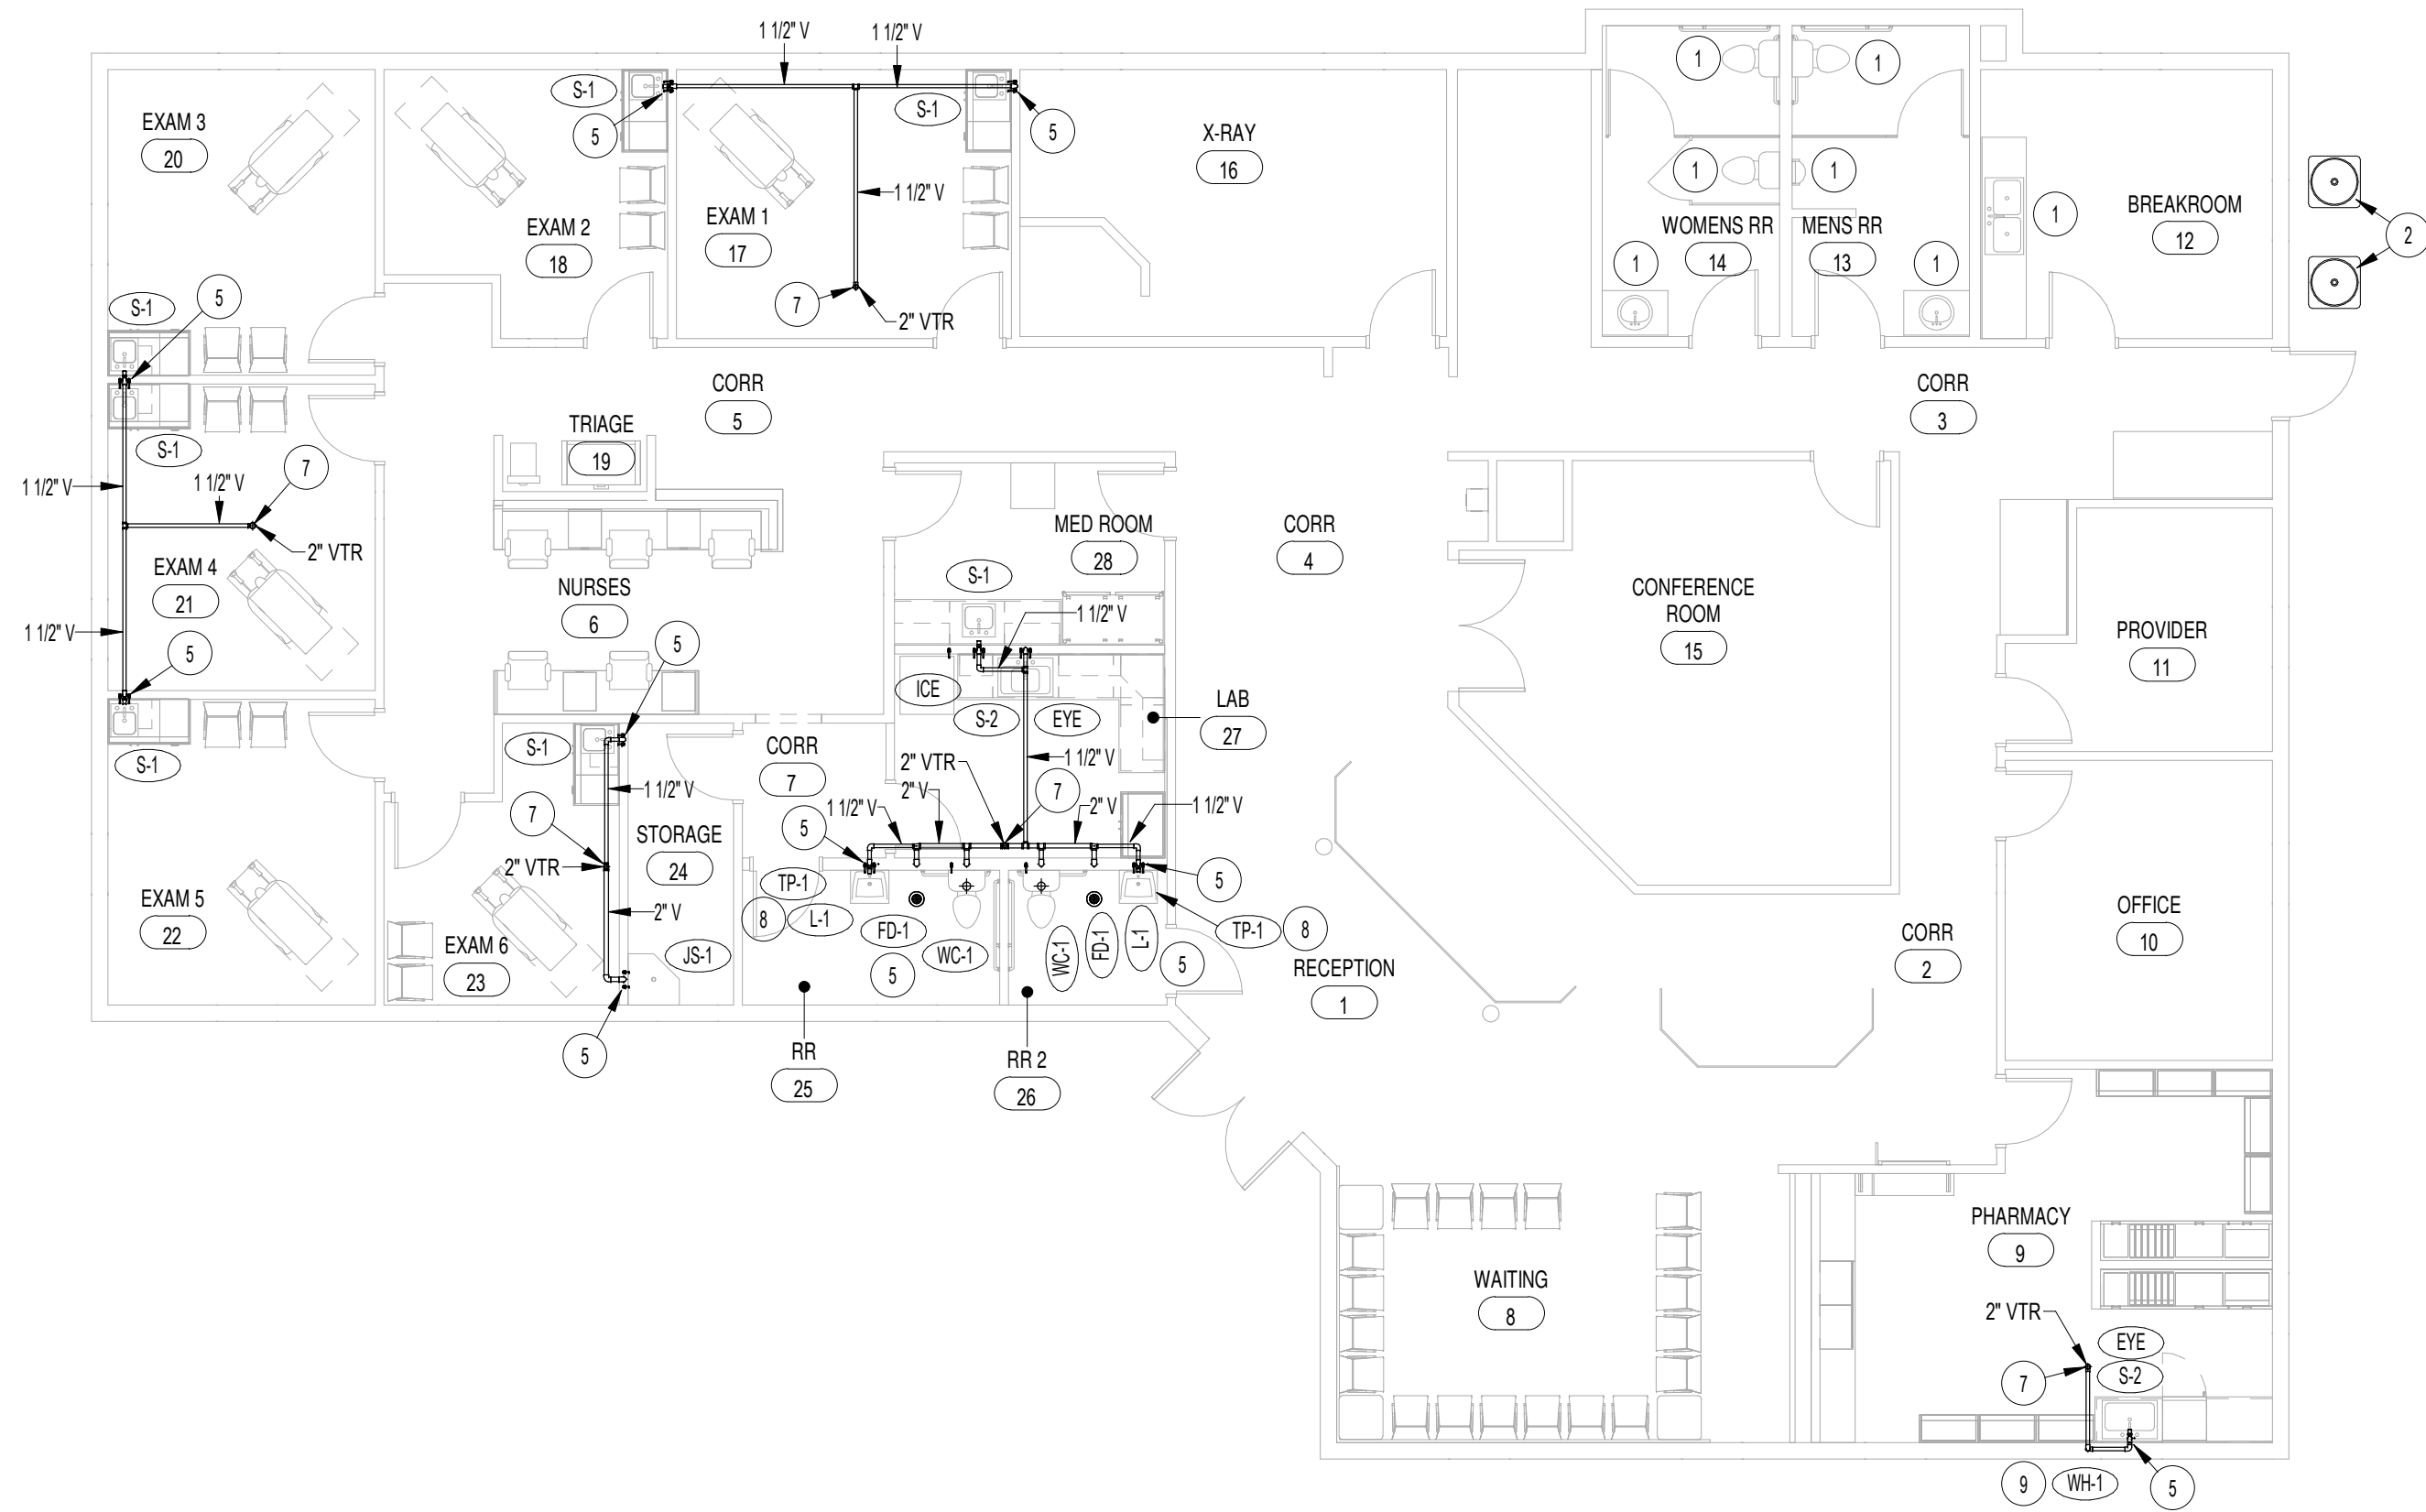 1 1/2" V
1 1/2" V
S-1
S-1
5
5
1
1
EXAM 3
20
X-RAY
16
1
1
1
1 1/2" V
EXAM 1
17
EXAM 2
18
BREAKROOM
12
2
WOMENS RR
14
MENS RR
13
1
1
7
2" VTR
S-1
5
CORR
5
CORR
3
TRIAGE
19
S-1
7
1 1/2" V
1 1/2" V
2" VTR
MED ROOM
28
CORR
4
EXAM 4
21
S-1
NURSES
6
CONFERENCE
ROOM
15
1 1/2" V
1 1/2" V
5
5
PROVIDER
11
ICE
S-2
EYE
LAB
27
S-1
S-1
CORR
7
2" VTR
1 1/2" V
1 1/2" V
2" V
7
1 1/2" V
2" V
1 1/2" V
7
5
STORAGE
24
2" VTR
5
TP-1
8
L-1
EXAM 5
22
2" V
FD-1
WC-1
WC-1
FD-1
L-1
TP-1
8
OFFICE
10
EXAM 6
23
JS-1
5
5
CORR
2
RECEPTION
1
5
RR
25
RR 2
26
PHARMACY
9
WAITING
8
2" VTR
EYE
S-2
7
9
WH-1
5